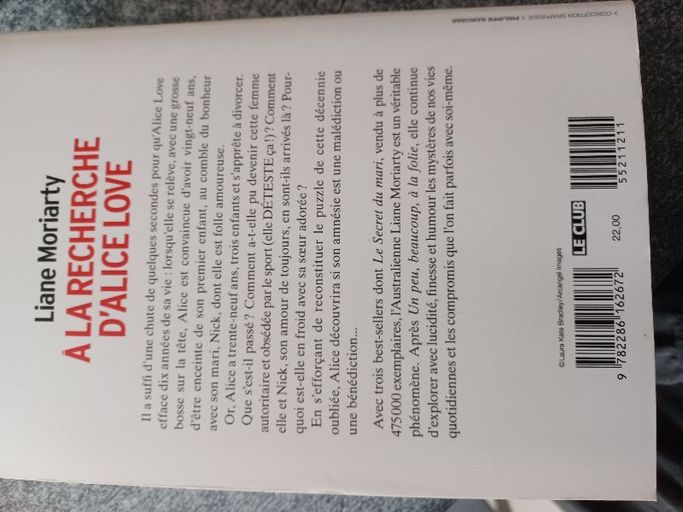 Liane Moriarty
À LA RECHERCHE
D'ALICE LOVE
Il a suffi d'une chute de quelques secondes pour qu'Alice Love
efface dix années de sa vie : lorsqu'elle se relève, avec une grosse
bosse sur la tête, Alice est convaincue d'avoir vingt-neuf ans,
d'être enceinte de son premier enfant, au comble du bonheur
avec son mari, Nick, dont elle est folle amoureuse.
Or, Alice a trente-neuf ans, trois enfants et s'apprête à divorcer.
Que s'est-il passé ? Comment a-t-elle pu devenir cette femme
autoritaire et obsédée par le sport (elle DÉTESTE ça !) ? Comment
elle et Nick, son amour de toujours, en sont-ils arrivés là ? Pour-
quoi est-elle en froid avec sa sœur adorée ?
En s'efforçant de reconstituer le puzzle de cette décennie
oubliée, Alice découvrira si son amnésie est une malédiction ou
une bénédiction...
Avec trois best-sellers dont Le Secret du mari, vendu à plus de
475 000 exemplaires, l'Australienne Liane Moriarty est un véritable
phénomène. Après Un peu, beaucoup, à la folie, elle continue
d'explorer avec lucidité, finesse et humour les mystères de nos vies
quotidiennes et les compromis que l'on fait parfois avec soi-même.
©Laura Kate Bradley/Arcangel Images
LE CLUB
22,00
55211211
9 782286 162672
> CONCEPTION GRAPHIQUE > PHILIPPE NARCISSE